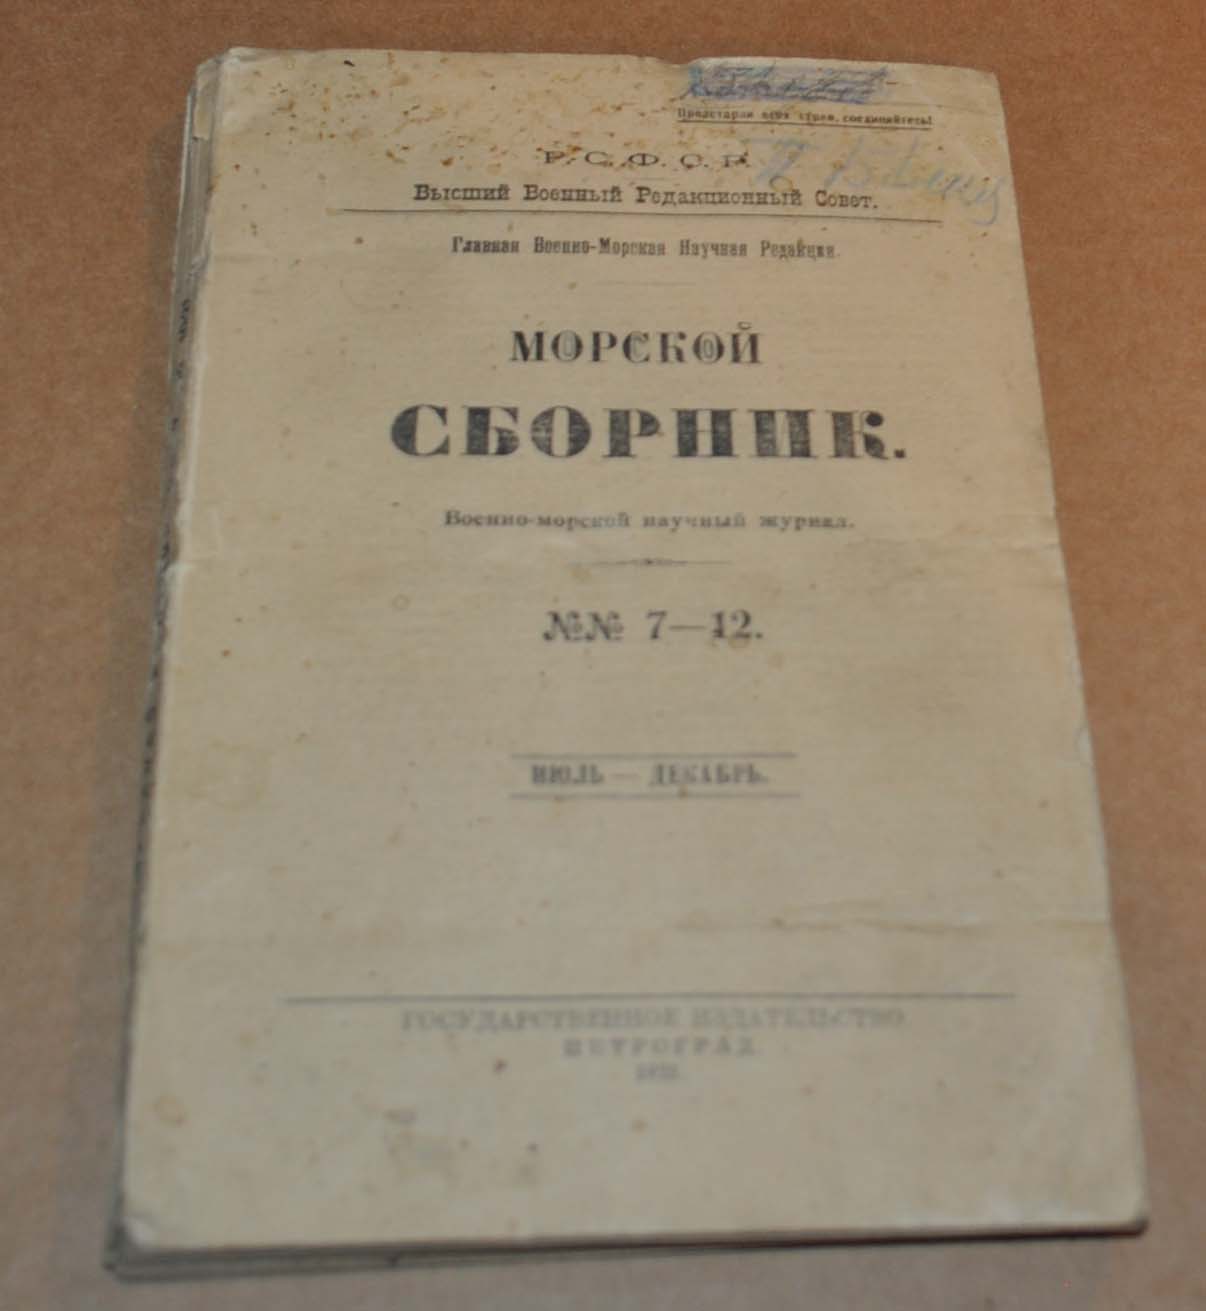 Пролетарии всех стран, соединяйтесь!
Р. С. Ф. С. Р.
Высший Военный Редакционный Совет.
Главная Военно-Морская Научная Редакция.
МОРСКОЙ
СБОРНИК.
Военно-морской научный журнал.
№№ 7—12.
ИЮЛЬ — ДЕКАБРЬ.
ГОСУДАРСТВЕННОЕ ИЗДАТЕЛЬСТВО
ПЕТРОГРАД